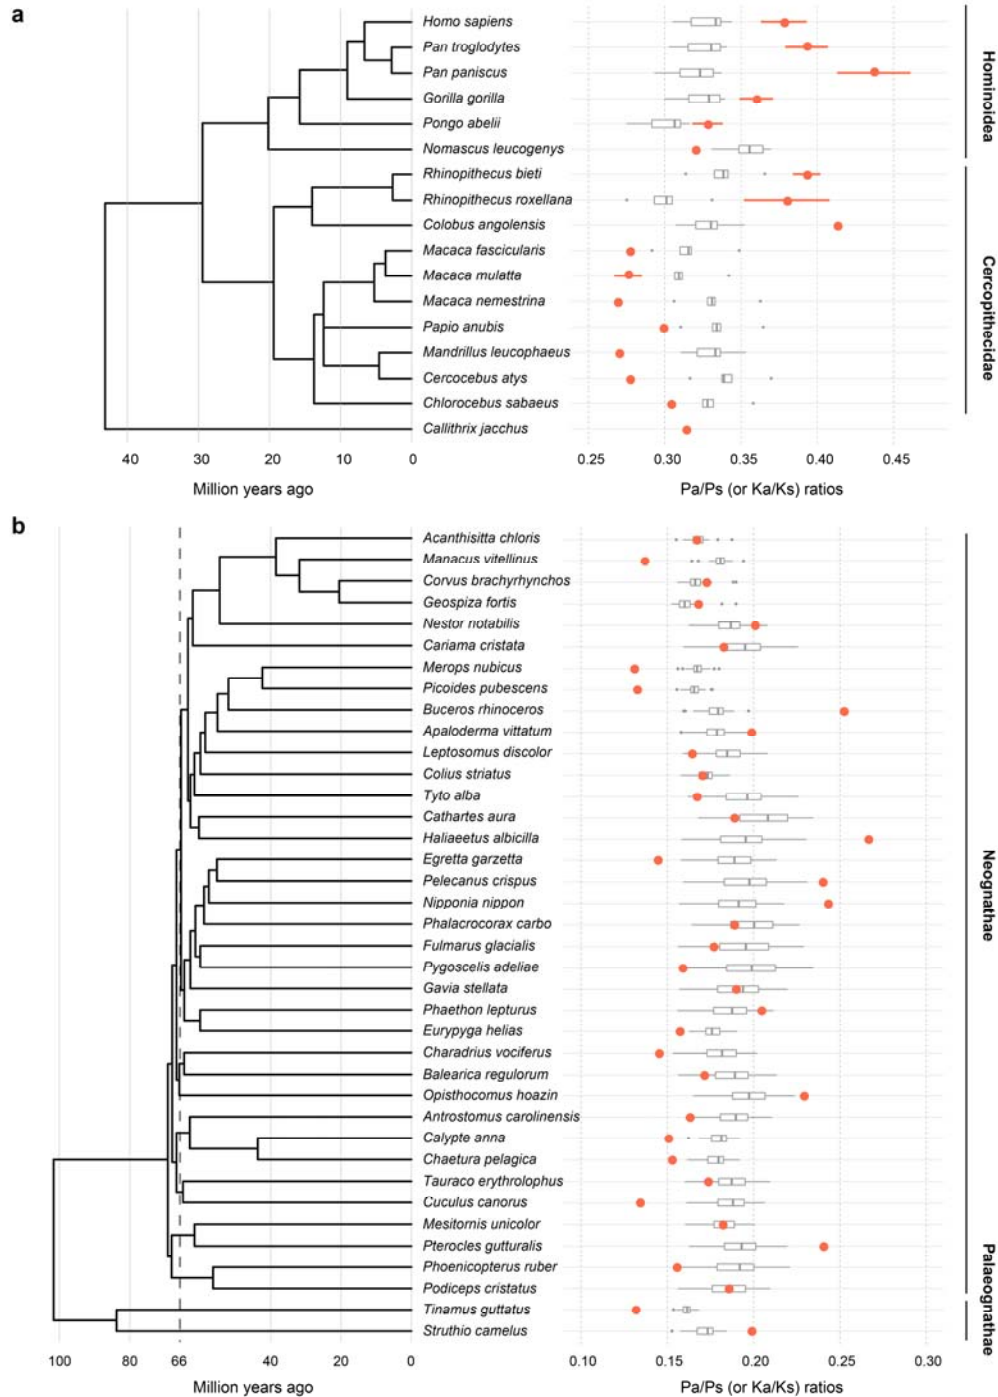 a
Homo sapiens
Pan troglodytes
Pan paniscus
Gorilla gorilla
Pongo abelii
Nomascus leucogenys
Hominoidea
Rhinopithecus bieti
Rhinopithecus roxellana
Colobus angolensis
Macaca fascicularis
Macaca mulatta
Macaca nemestrina
Papio anubis
Mandrillus leucophaeus
Cercocebus atys
Chlorocebus sabaeus
Cercopithecidae
Callithrix jacchus
40 30 20 10 0 0.25 0.30 0.35 0.40 0.45
Million years ago Pa/Ps (or Ka/Ks) ratios
b
Acanthisitta chloris
Manacus vitellinus
Corvus brachyrhynchos
Geospiza fortis
Nestor notabilis
Cariama cristata
Merops nubicus
Picoides pubescens
Buceros rhinoceros
Apaloderma vittatum
Leptosomus discolor
Colius striatus
Tyto alba
Cathartes aura
Haliaeetus albicilla
Egretta garzetta
Pelecanus crispus
Nipponia nippon
Phalacrocorax carbo
Fulmarus glacialis
Pygoscelis adeliae
Gavia stellata
Phaethon lepturus
Eurypyga helias
Charadrius vociferus
Balearica regulorum
Opisthocomus hoazin
Antrostomus carolinensis
Calypte anna
Chaetura pelagica
Tauraco erythrolophus
Cuculus canorus
Mesitornis unicolor
Pterocles gutturalis
Phoenicopterus ruber
Podiceps cristatus
Neognathae
Tinamus guttatus
Struthio camelus
Palaeognathae
100 80 66 40 20 0 0.10 0.15 0.20 0.25 0.30
Million years ago Pa/Ps (or Ka/Ks) ratios